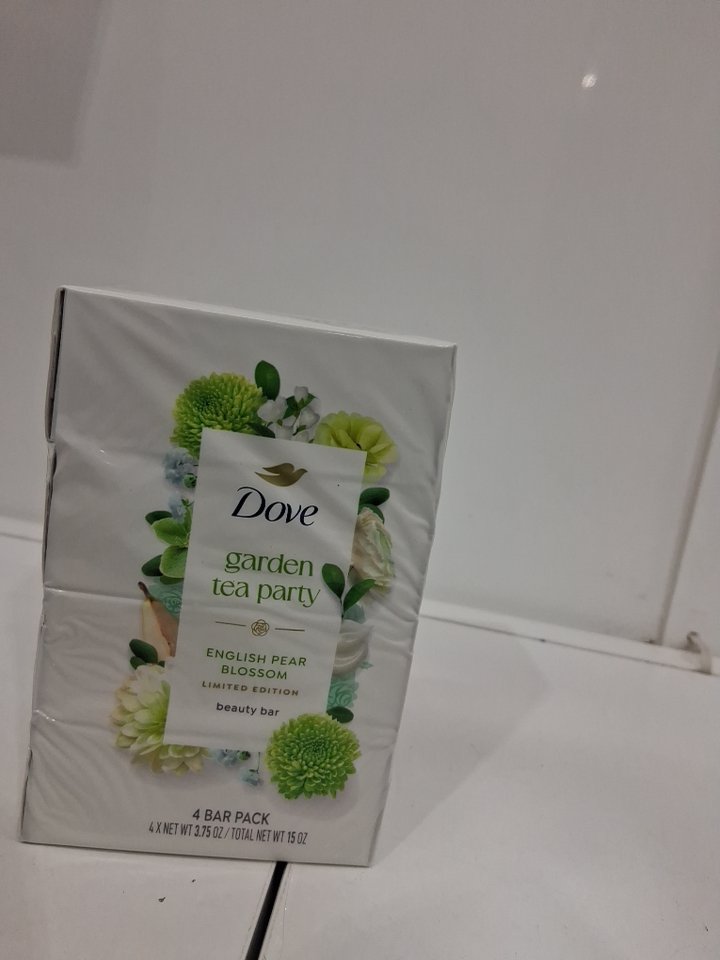 Dove
garden
tea party
ENGLISH PEAR
BLOSSOM
LIMITED EDITION
beauty bar
4 BAR PACK
4 X NET WT 3.75 OZ / TOTAL NET WT 15 OZ